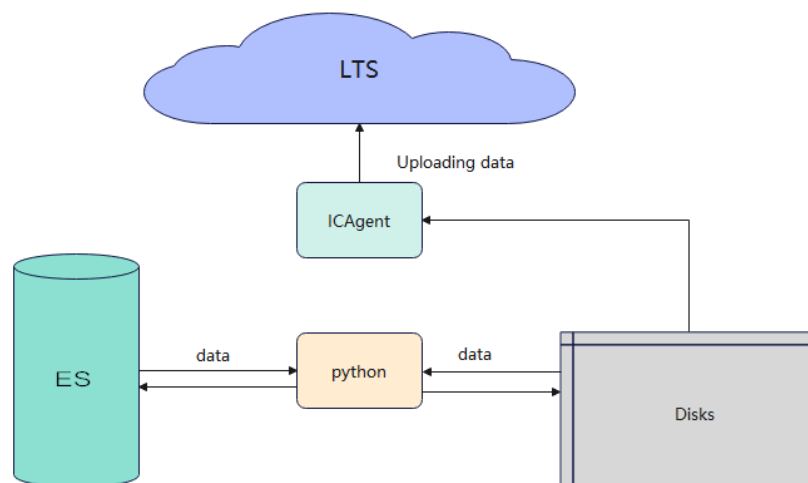 LTS
Uploading data
ICAgent
data
data
ES
python
Disks